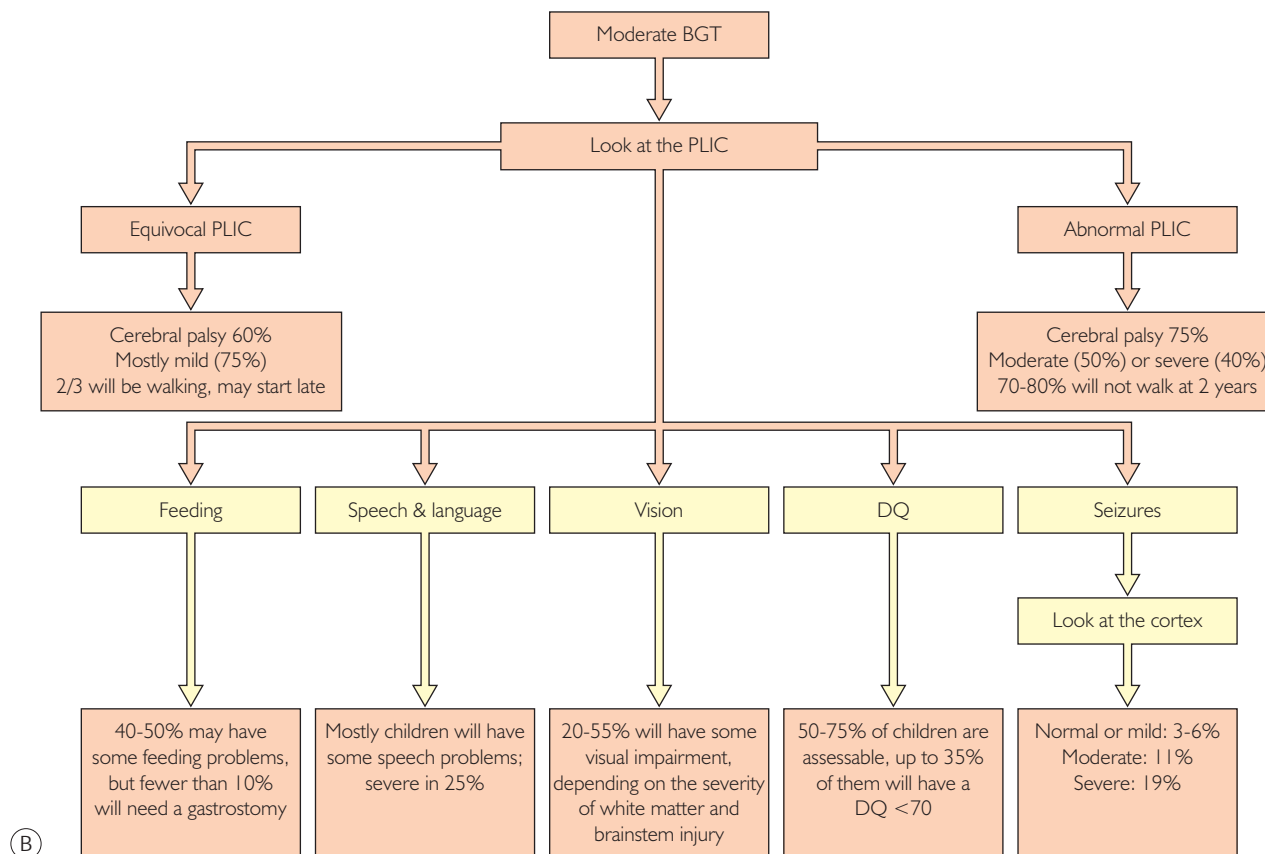 Moderate BGT
Look at the PLIC
Equivocal PLIC
Abnormal PLIC
Cerebral palsy 60%
Mostly mild (75%)
2/3 will be walking, may start late
Cerebral palsy 75%
Moderate (50%) or severe (40%)
70-80% will not walk at 2 years
Feeding
Speech & language
Vision
DQ
Seizures
Look at the cortex
40-50% may have
some feeding problems,
but fewer than 10%
will need a gastrostomy
Mostly children will have
some speech problems;
severe in 25%
20-55% will have some
visual impairment,
depending on the severity
of white matter and
brainstem injury
50-75% of children are
assessable, up to 35%
of them will have a
DQ <70
Normal or mild: 3-6%
Moderate: 11%
Severe: 19%
B